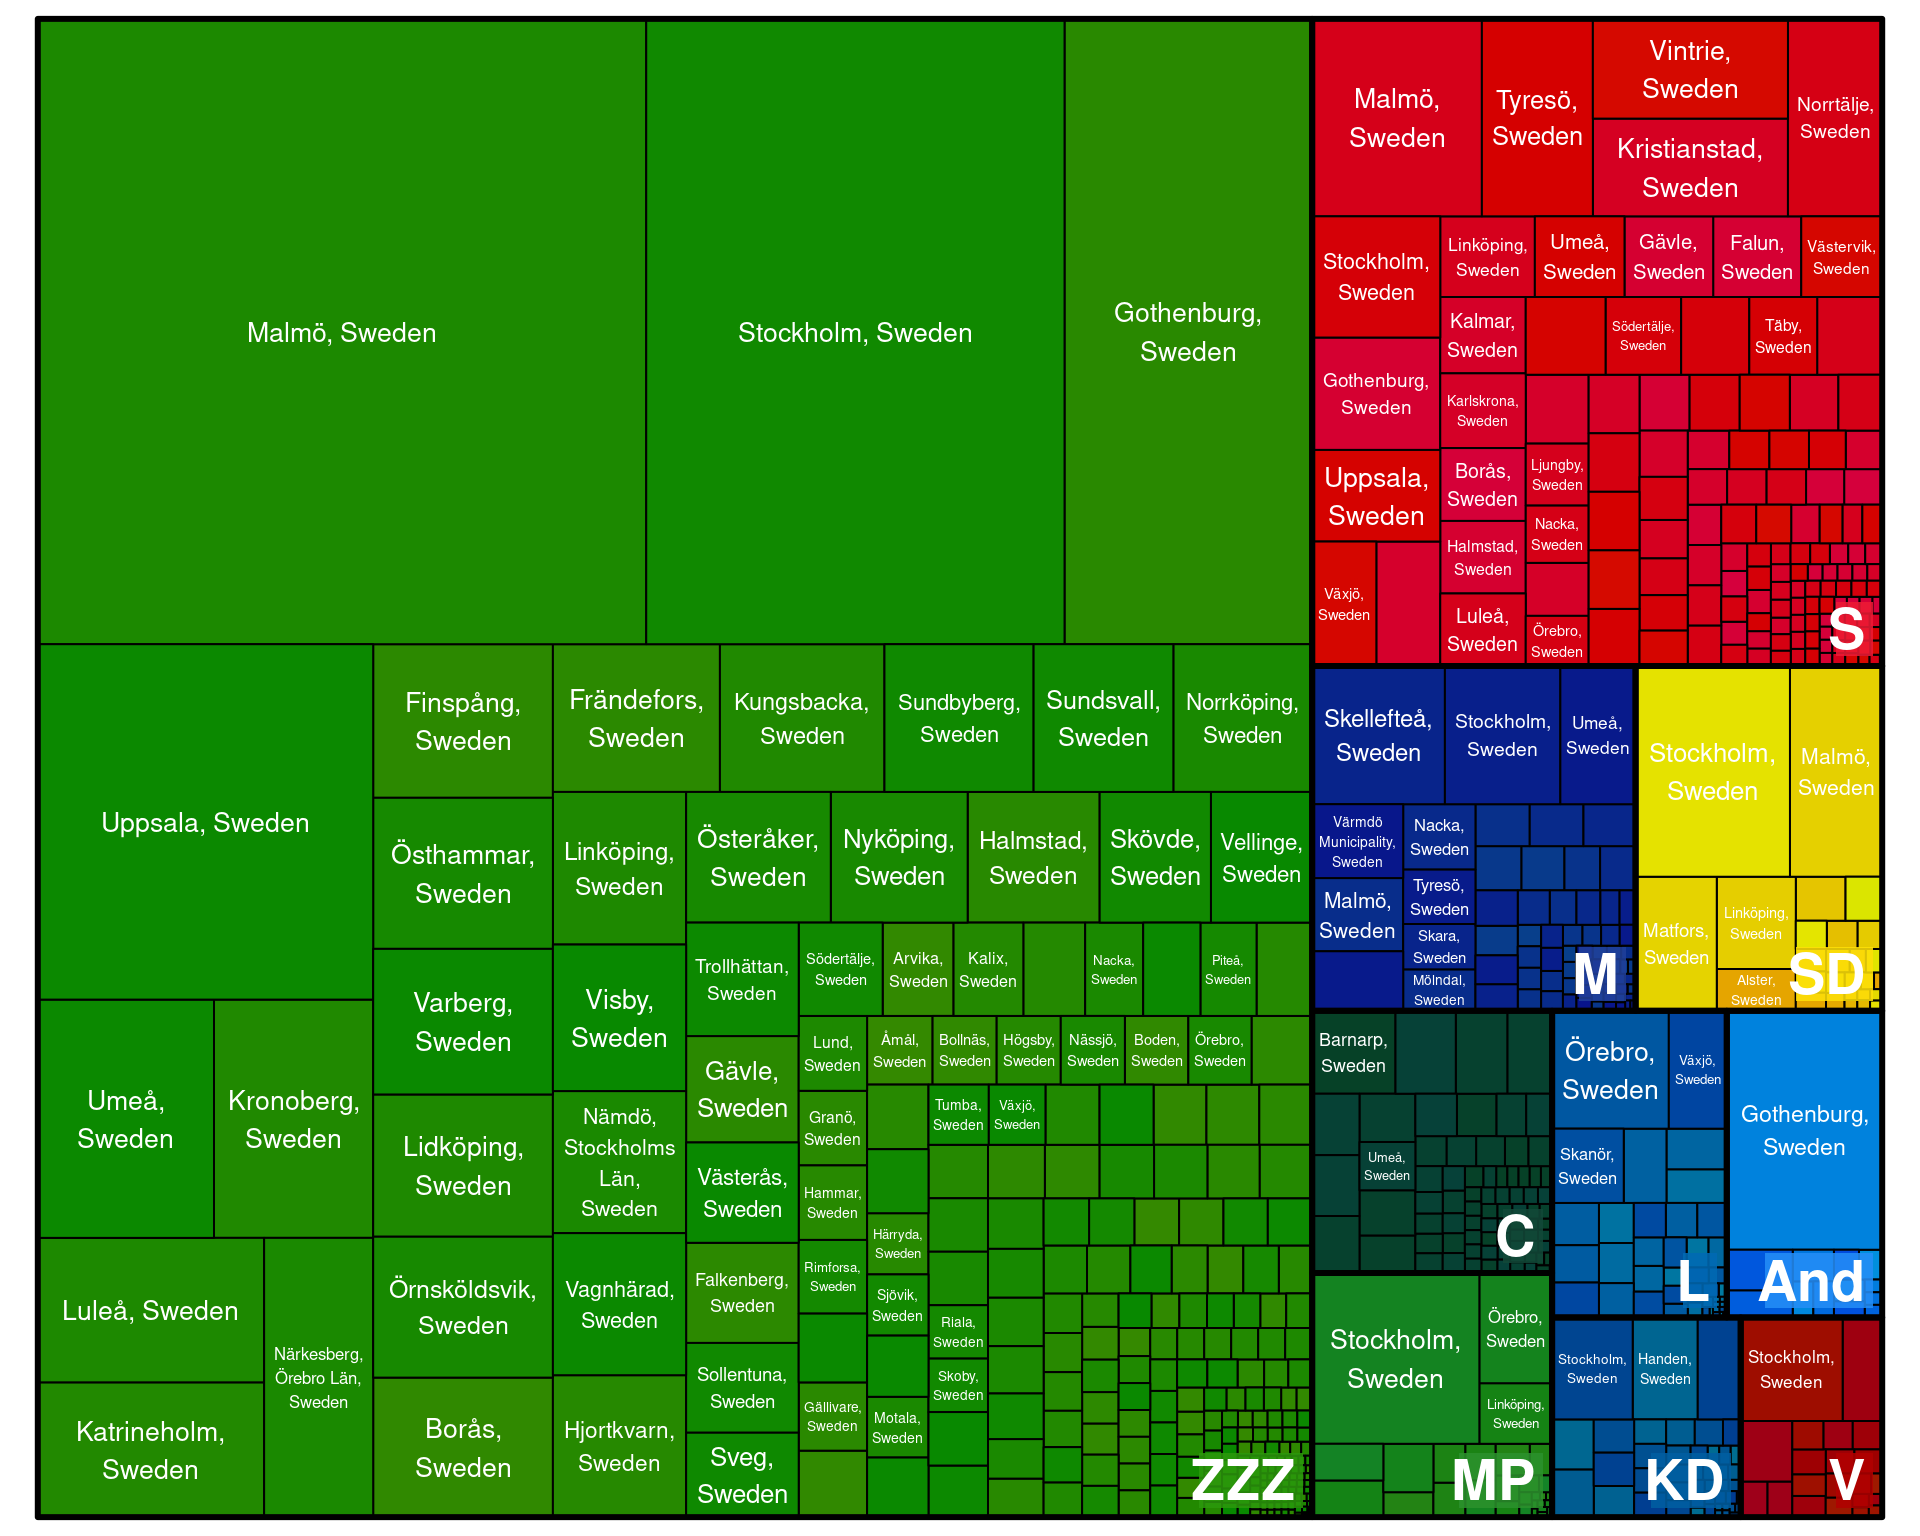 Malmö, Sweden
Stockholm, Sweden
Gothenburg,
Sweden
Uppsala, Sweden
Umeå,
Sweden
Kronoberg,
Sweden
Luleå, Sweden
Katrineholm,
Sweden
Närkesberg,
Örebro Län,
Sweden
Finspång,
Sweden
Östhammar,
Sweden
Varberg,
Sweden
Lidköping,
Sweden
Örnsköldsvik,
Sweden
Borås,
Sweden
Frändefors,
Sweden
Kungsbacka,
Sweden
Sundbyberg,
Sweden
Sundsvall,
Sweden
Norrköping,
Sweden
Linköping,
Sweden
Visby,
Sweden
Nämdö,
Stockholms
Län,
Sweden
Vagnhärad,
Sweden
Hjortkvarn,
Sweden
Österåker,
Sweden
Nyköping,
Sweden
Halmstad,
Sweden
Skövde,
Sweden
Vellinge,
Sweden
Trollhättan,
Sweden
Gävle,
Sweden
Västerås,
Sweden
Falkenberg,
Sweden
Sollentuna,
Sweden
Sveg,
Sweden
Södertälje,
Sweden
Arvika,
Sweden
Kalix,
Sweden
Nacka,
Sweden
Piteå,
Sweden
Lund,
Sweden
Granö,
Sweden
Hammar,
Sweden
Rimforsa,
Sweden
Gällivare,
Sweden
Åmål,
Sweden
Bollnäs,
Sweden
Högsby,
Sweden
Nässjö,
Sweden
Boden,
Sweden
Örebro,
Sweden
Härryda,
Sweden
Sjövik,
Sweden
Motala,
Sweden
Tumba,
Sweden
Växjö,
Sweden
Riala,
Sweden
Skoby,
Sweden
ZZZ
Malmö,
Sweden
Tyresö,
Sweden
Vintrie,
Sweden
Kristianstad,
Sweden
Norrtälje,
Sweden
Stockholm,
Sweden
Gothenburg,
Sweden
Uppsala,
Sweden
Växjö,
Sweden
Linköping,
Sweden
Umeå,
Sweden
Gävle,
Sweden
Falun,
Sweden
Västervik,
Sweden
Kalmar,
Sweden
Karlskrona,
Sweden
Borås,
Sweden
Halmstad,
Sweden
Luleå,
Sweden
Södertälje,
Sweden
Täby,
Sweden
Ljungby,
Sweden
Nacka,
Sweden
Örebro,
Sweden
S
Skellefteå,
Sweden
Stockholm,
Sweden
Umeå,
Sweden
Värmdö
Municipality,
Sweden
Malmö,
Sweden
Nacka,
Sweden
Tyresö,
Sweden
Skara,
Sweden
Mölndal,
Sweden
M
Stockholm,
Sweden
Malmö,
Sweden
Matfors,
Sweden
Linköping,
Sweden
Alster,
Sweden
SD
Barnarp,
Sweden
Umeå,
Sweden
C
Örebro,
Sweden
Växjö,
Sweden
Skanör,
Sweden
L
Gothenburg,
Sweden
And
Stockholm,
Sweden
Örebro,
Sweden
Linköping,
Sweden
MP
Stockholm,
Sweden
Handen,
Sweden
KD
Stockholm,
Sweden
V